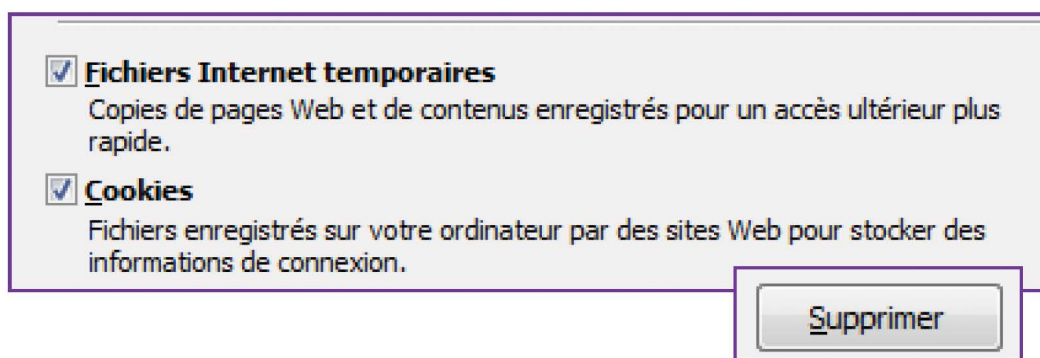 Fichiers Internet temporaires
Copies de pages Web et de contenus enregistrés pour un accès ultérieur plus
rapide.
Cookies
Fichiers enregistrés sur votre ordinateur par des sites Web pour stocker des
informations de connexion.
Supprimer